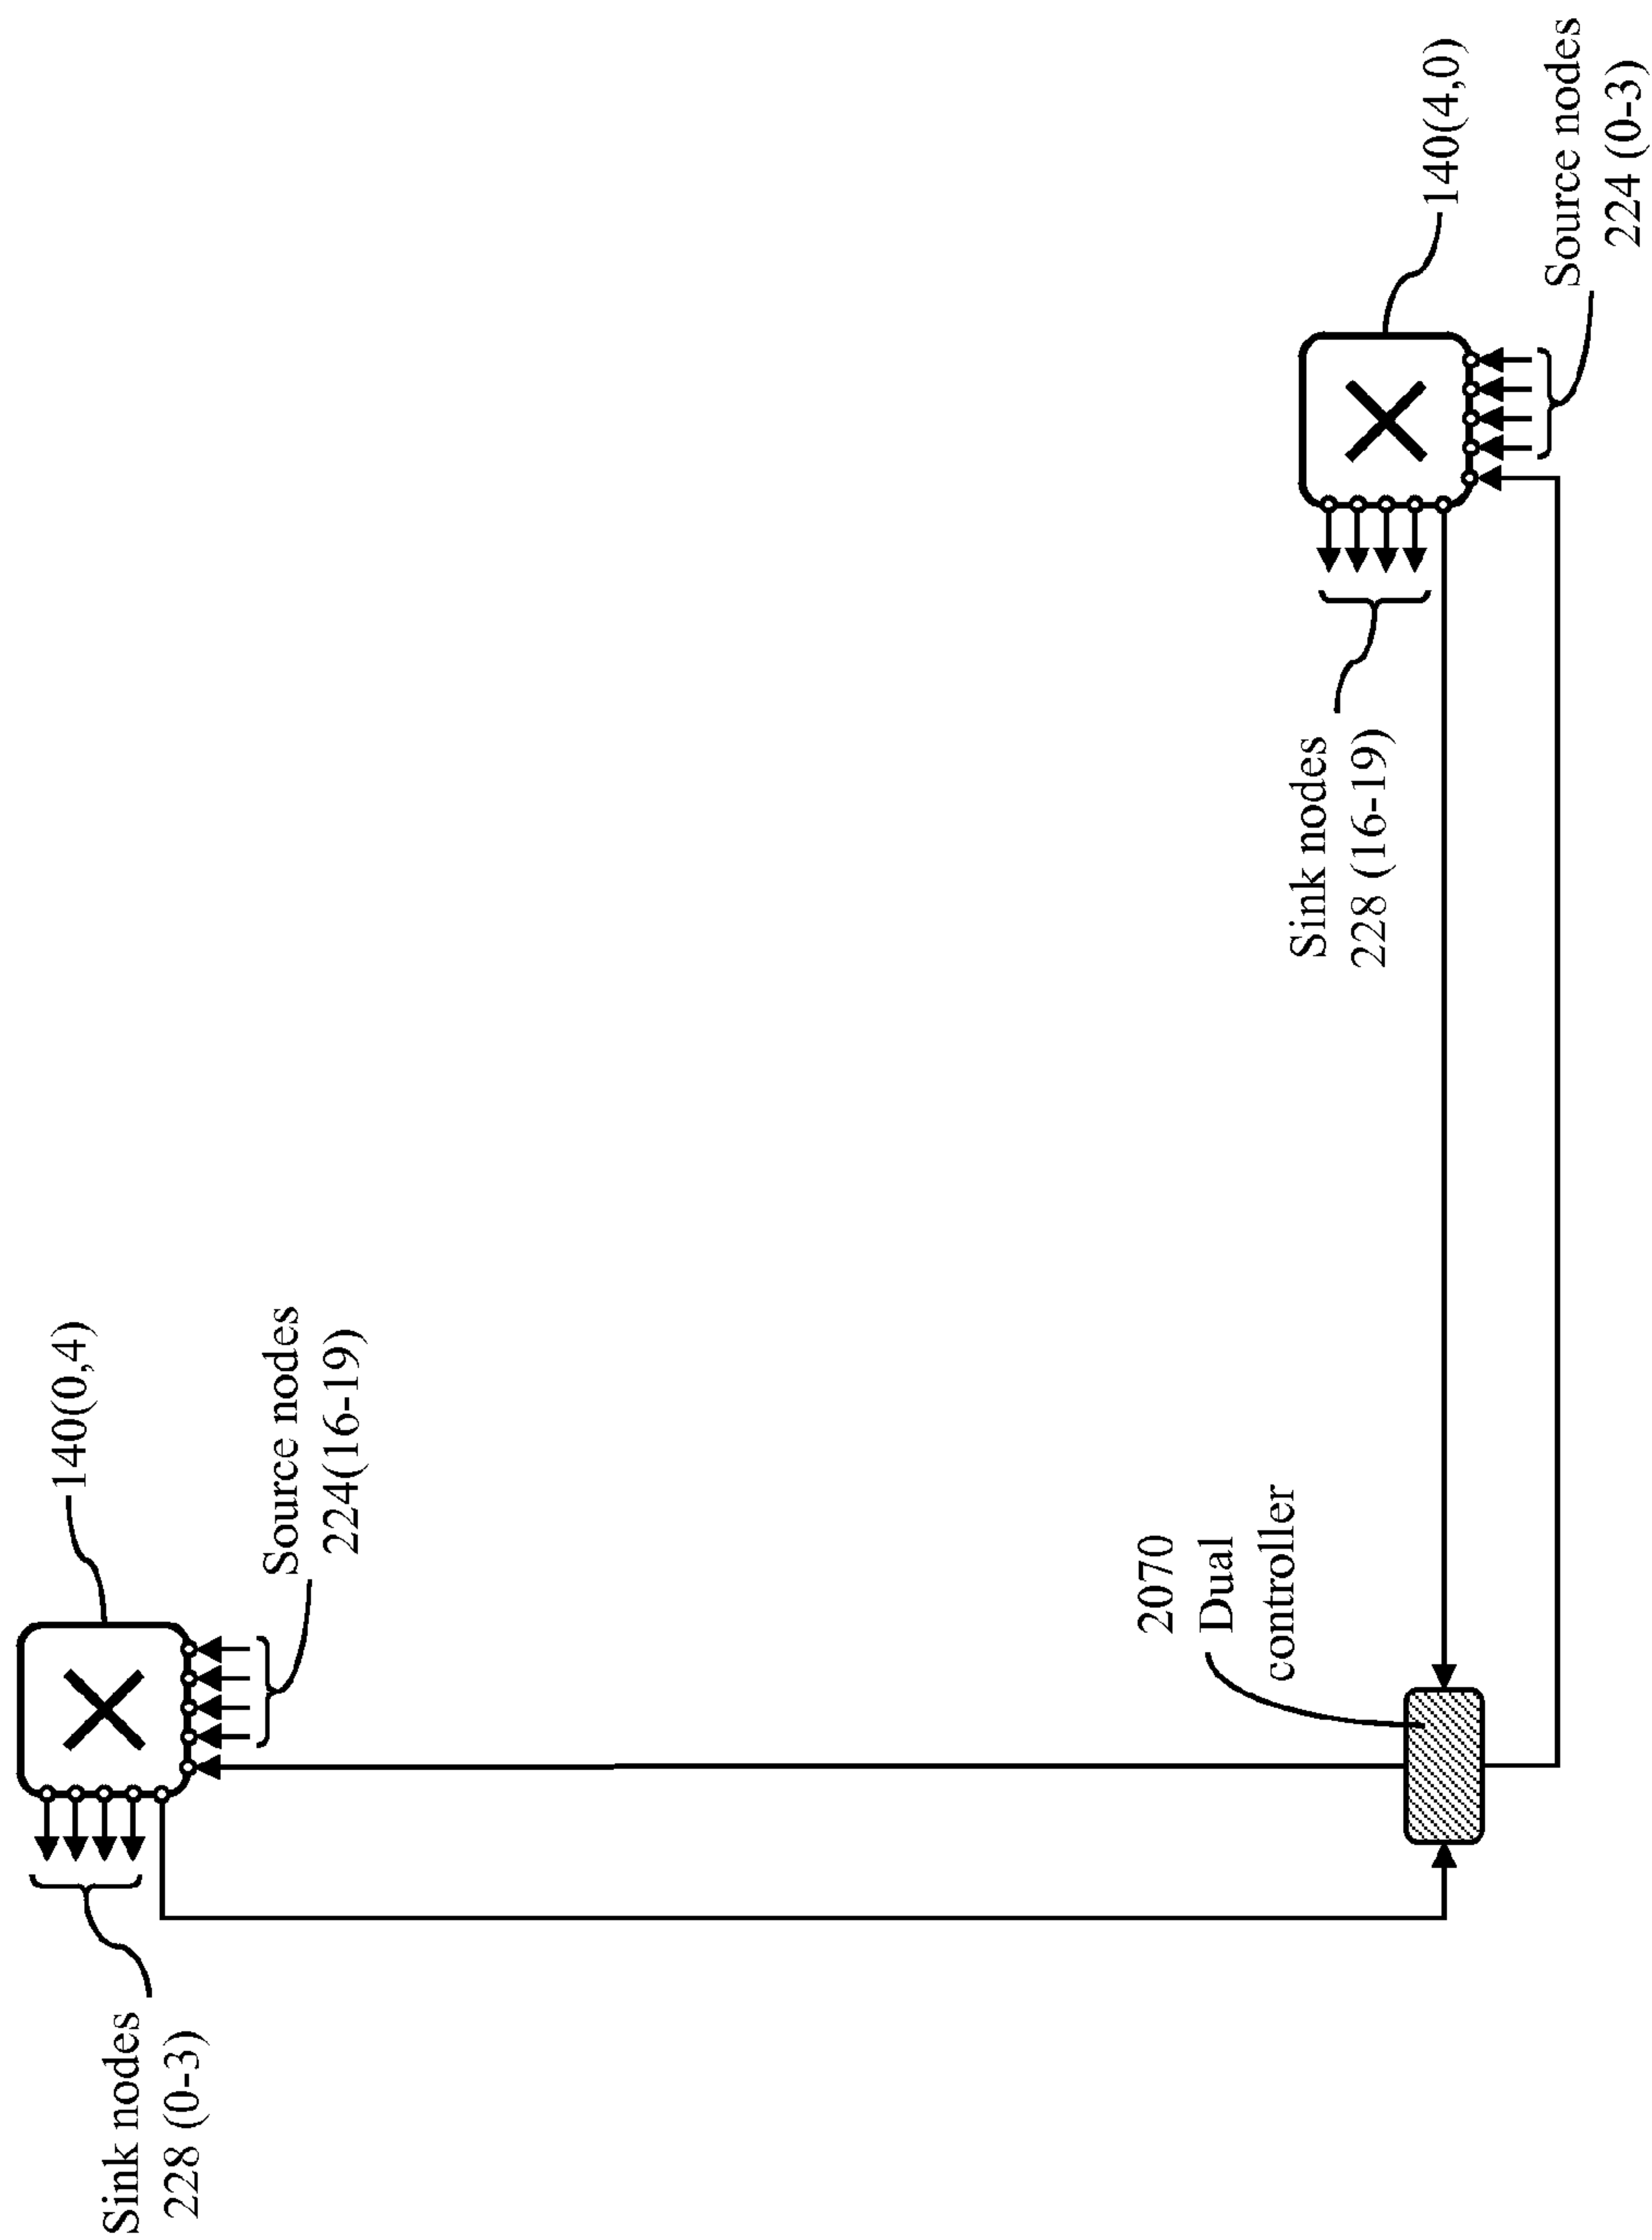 140(0,4)
Sink nodes
228 (0-3)
Source nodes
224(16-19)
2070
Dual
controller
Sink nodes
228 (16-19)
140(4,0)
Source nodes
224 (0-3)